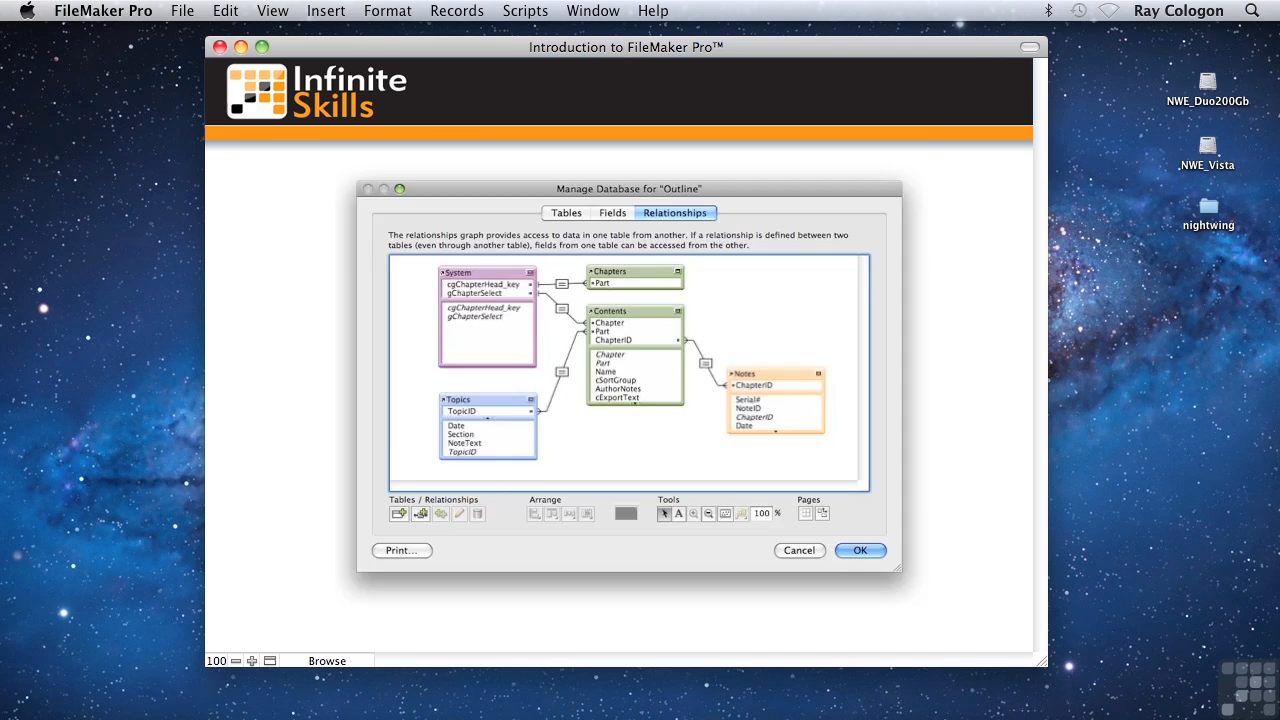 FileMaker Pro File Edit View Insert Format Records Scripts Window Help Ray Cologon
Introduction to FileMaker Pro™
Infinite
Skills
NWE_Duo200Gb
NWE_Vista
nightwing
Manage Database for “Outline”
Tables Fields Relationships
The relationships graph provides access to data in one table from another. If a relationship is defined between two
tables (even through another table), fields from one table can be accessed from the other.
System
cgChapterHead_key
gChapterSelect
cgChapterHead_key
gChapterSelect
Chapters
Part
Contents
Chapter
Part
ChapterID
Chapter
Part
Name
cSortGroup
AuthorNotes
cExportText
Notes
ChapterID
Serial#
NoteID
ChapterID
Date
Topics
TopicID
Date
Section
NoteText
TopicID
Tables / Relationships Arrange Tools Pages
A 100 %
Print... Cancel OK
100 Browse